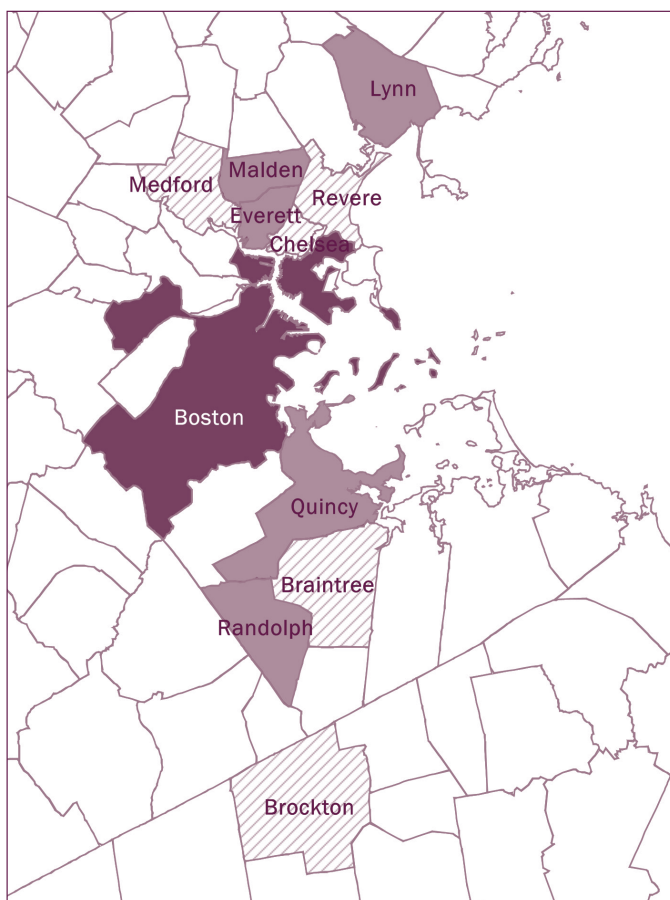 Lynn
Malden
Medford
Revere
Everett
Chelsea
Boston
Quincy
Braintree
Randolph
Brockton